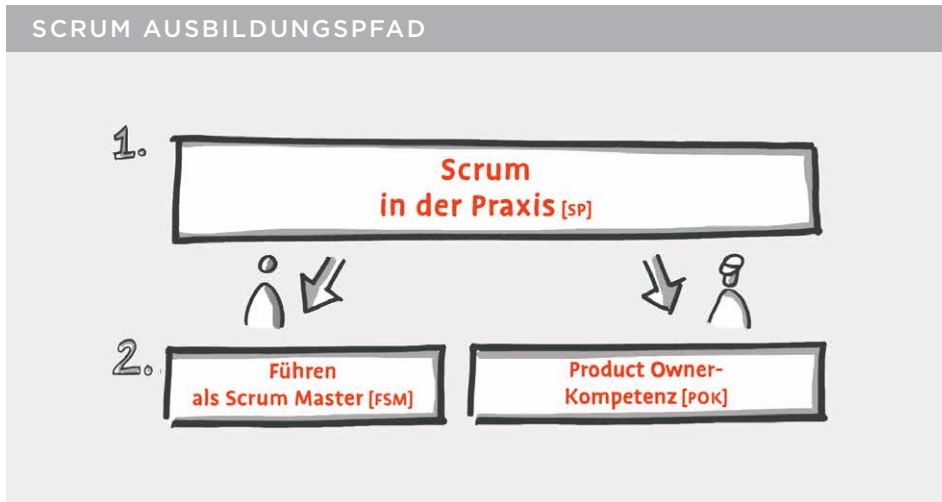 SCRUM AUSBILDUNGSPFAD
1.
Scrum
in der Praxis [SP]
2.
Führen
als Scrum Master [FSM]
Product Owner-
Kompetenz [POK]